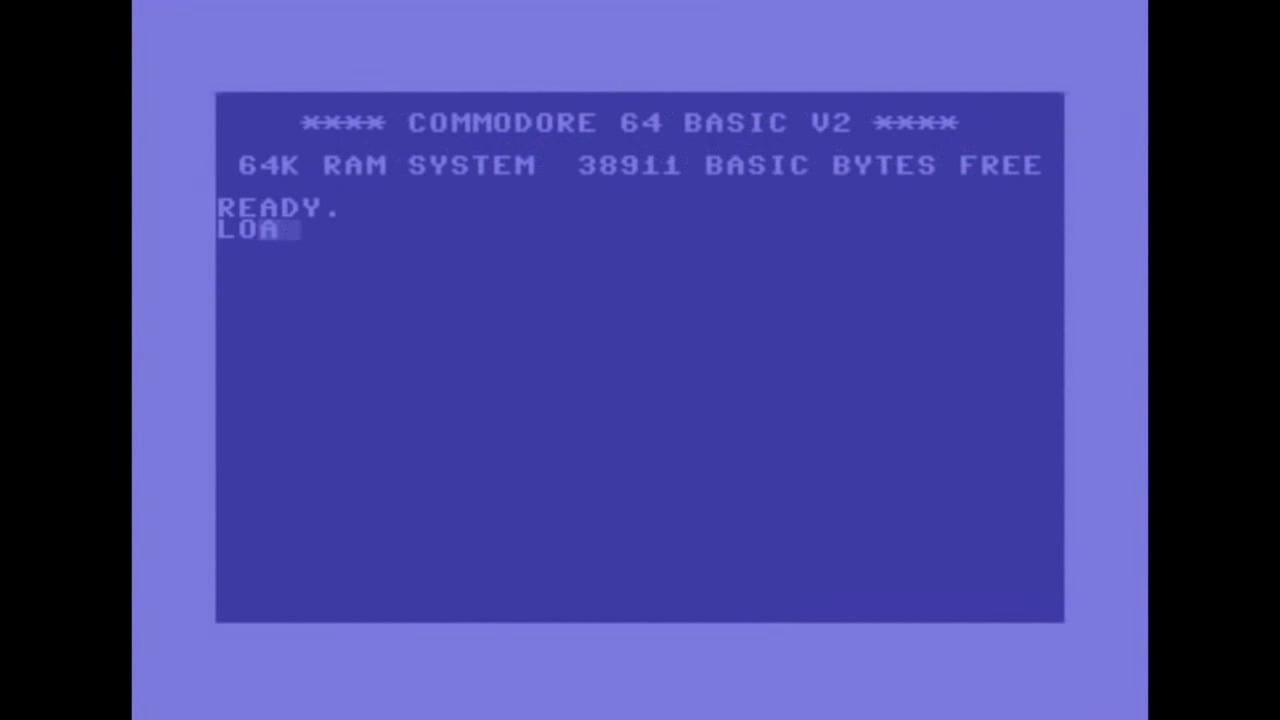 **** COMMODORE 64 BASIC V2 ****
64K RAM SYSTEM  38911 BASIC BYTES FREE
READY.
LOA